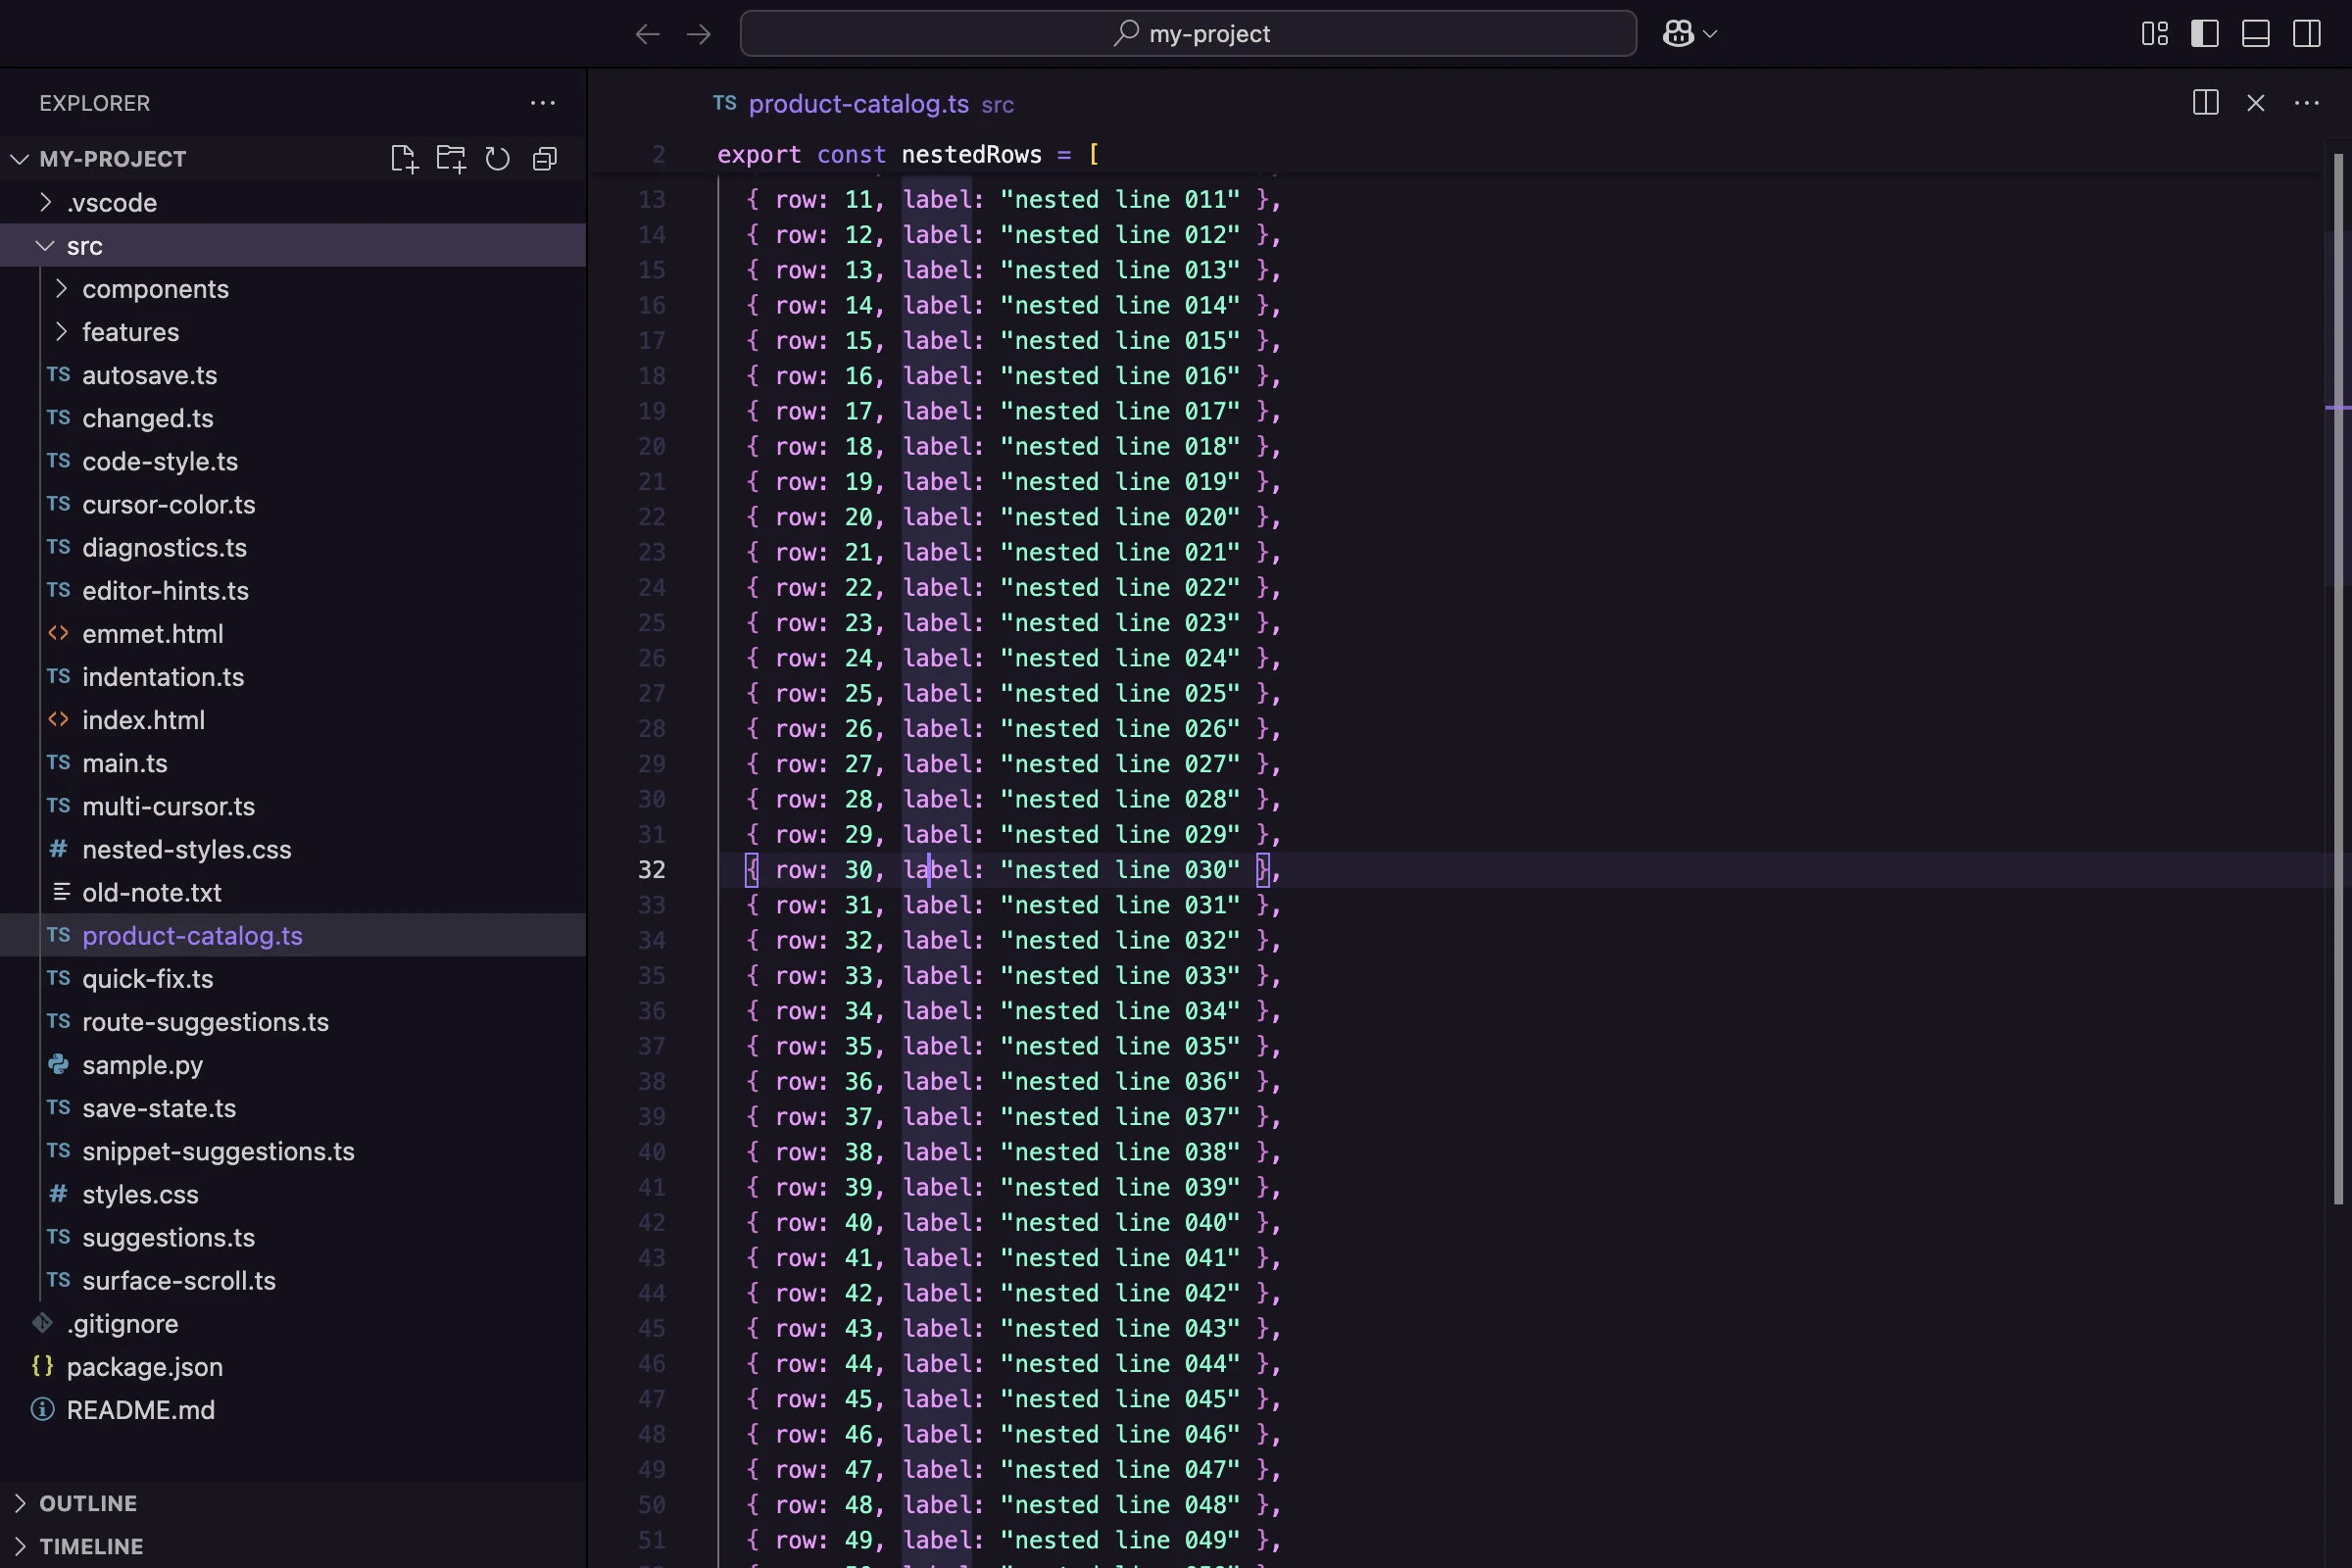 my-project
EXPLORER
MY-PROJECT
.vscode
src
components
features
TS autosave.ts
TS changed.ts
TS code-style.ts
TS cursor-color.ts
TS diagnostics.ts
TS editor-hints.ts
<> emmet.html
TS indentation.ts
<> index.html
TS main.ts
TS multi-cursor.ts
# nested-styles.css
old-note.txt
TS product-catalog.ts
TS quick-fix.ts
TS route-suggestions.ts
sample.py
TS save-state.ts
TS snippet-suggestions.ts
# styles.css
TS suggestions.ts
TS surface-scroll.ts
.gitignore
{} package.json
README.md
OUTLINE
TIMELINE
TS product-catalog.ts src
2 export const nestedRows = [
13 { row: 11, label: "nested line 011" },
14 { row: 12, label: "nested line 012" },
15 { row: 13, label: "nested line 013" },
16 { row: 14, label: "nested line 014" },
17 { row: 15, label: "nested line 015" },
18 { row: 16, label: "nested line 016" },
19 { row: 17, label: "nested line 017" },
20 { row: 18, label: "nested line 018" },
21 { row: 19, label: "nested line 019" },
22 { row: 20, label: "nested line 020" },
23 { row: 21, label: "nested line 021" },
24 { row: 22, label: "nested line 022" },
25 { row: 23, label: "nested line 023" },
26 { row: 24, label: "nested line 024" },
27 { row: 25, label: "nested line 025" },
28 { row: 26, label: "nested line 026" },
29 { row: 27, label: "nested line 027" },
30 { row: 28, label: "nested line 028" },
31 { row: 29, label: "nested line 029" },
32 { row: 30, label: "nested line 030" },
33 { row: 31, label: "nested line 031" },
34 { row: 32, label: "nested line 032" },
35 { row: 33, label: "nested line 033" },
36 { row: 34, label: "nested line 034" },
37 { row: 35, label: "nested line 035" },
38 { row: 36, label: "nested line 036" },
39 { row: 37, label: "nested line 037" },
40 { row: 38, label: "nested line 038" },
41 { row: 39, label: "nested line 039" },
42 { row: 40, label: "nested line 040" },
43 { row: 41, label: "nested line 041" },
44 { row: 42, label: "nested line 042" },
45 { row: 43, label: "nested line 043" },
46 { row: 44, label: "nested line 044" },
47 { row: 45, label: "nested line 045" },
48 { row: 46, label: "nested line 046" },
49 { row: 47, label: "nested line 047" },
50 { row: 48, label: "nested line 048" },
51 { row: 49, label: "nested line 049" },